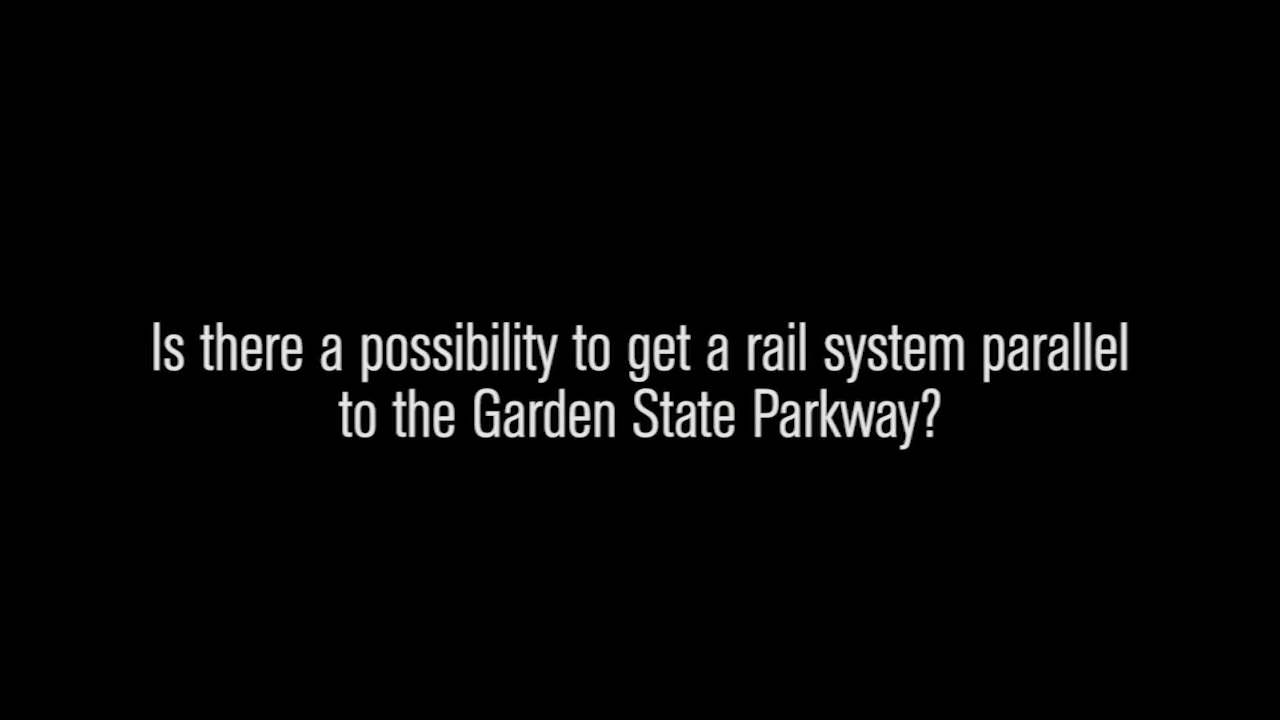 Is there a possibility to get a rail system parallel
to the Garden State Parkway?